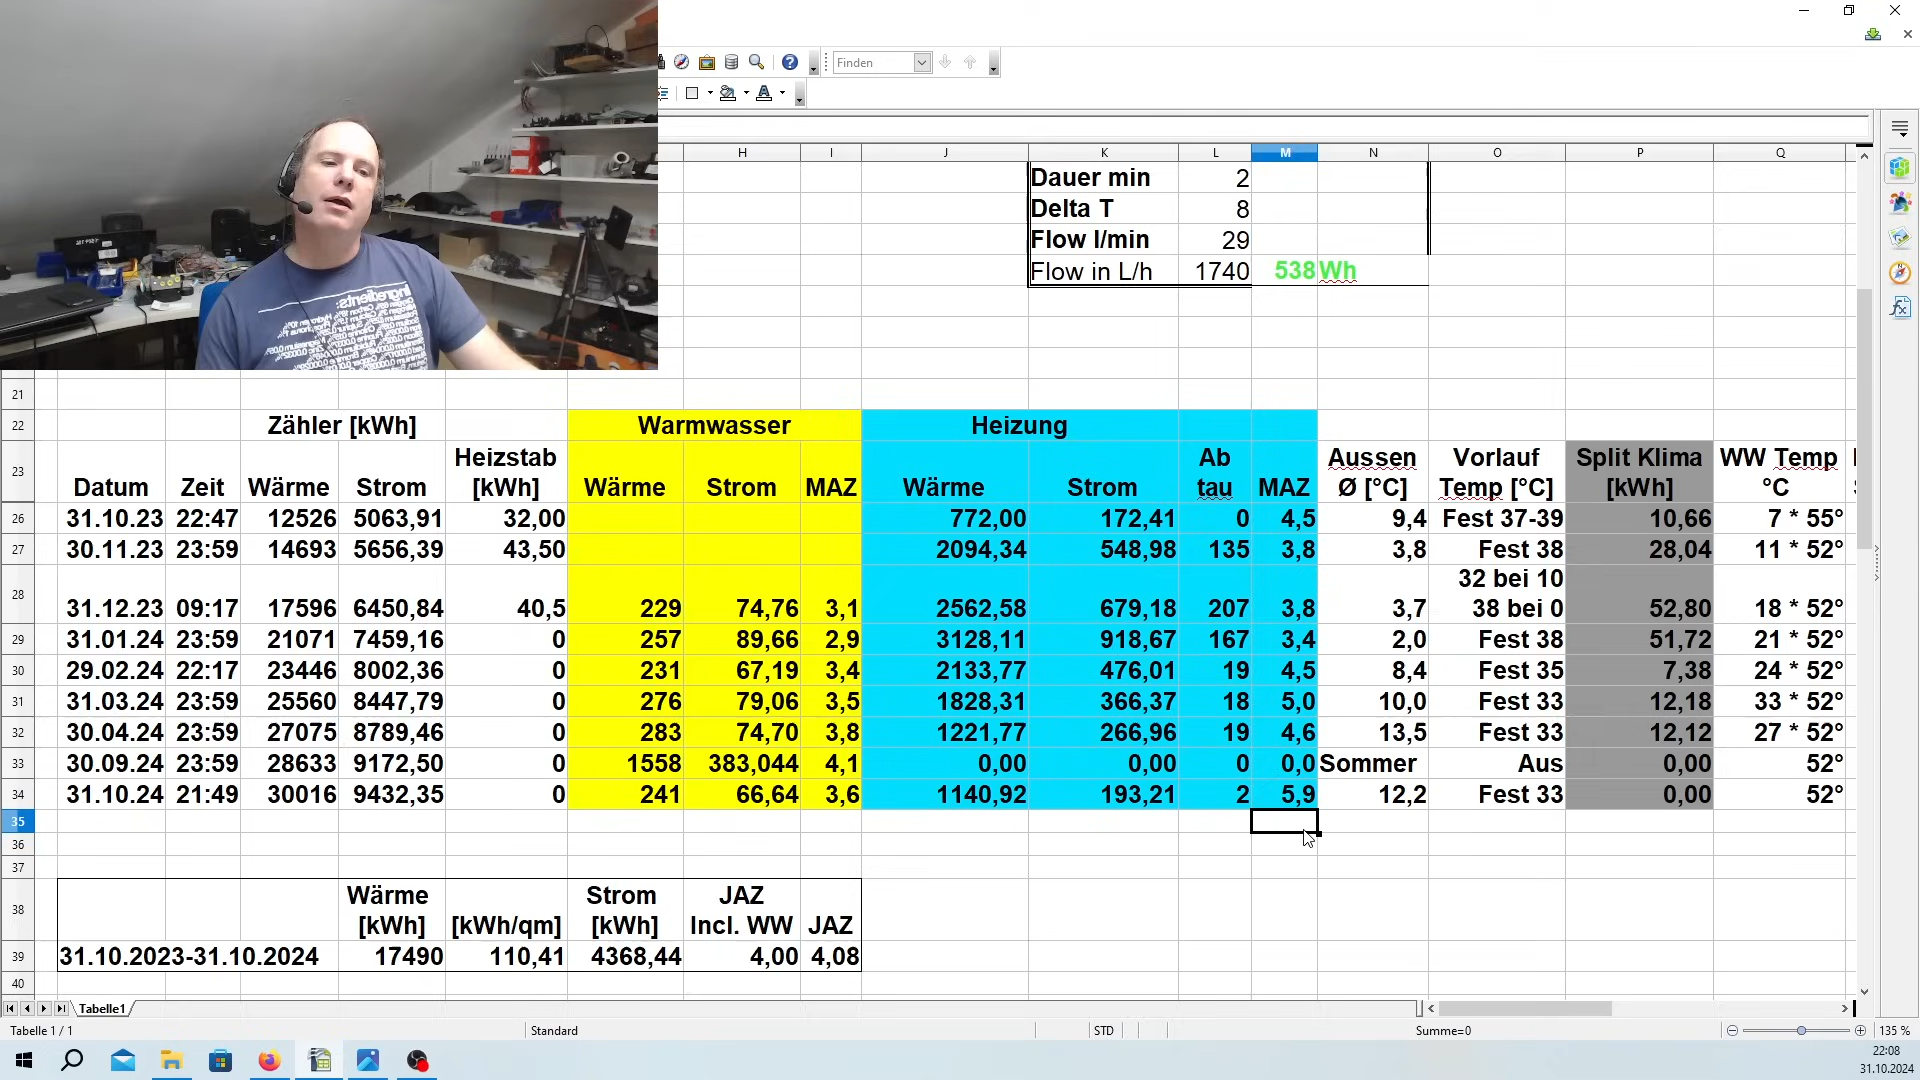 Finden
H I J K L M N O P Q
Dauer min 2
Delta T 8
Flow l/min 29
Flow in L/h 1740 538 Wh
Ingredients:
21
22 Zähler [kWh] Warmwasser Heizung
23 Datum Zeit Wärme Strom Heizstab [kWh] Wärme Strom MAZ Wärme Strom Ab tau MAZ Aussen Ø [°C] Vorlauf Temp [°C] Split Klima [kWh] WW Temp °C
26 31.10.23 22:47 12526 5063,91 32,00 772,00 172,41 0 4,5 9,4 Fest 37-39 10,66 7 * 55°
27 30.11.23 23:59 14693 5656,39 43,50 2094,34 548,98 135 3,8 3,8 Fest 38 28,04 11 * 52°
28 31.12.23 09:17 17596 6450,84 40,5 229 74,76 3,1 2562,58 679,18 207 3,8 3,7 32 bei 10 38 bei 0 52,80 18 * 52°
29 31.01.24 23:59 21071 7459,16 0 257 89,66 2,9 3128,11 918,67 167 3,4 2,0 Fest 38 51,72 21 * 52°
30 29.02.24 22:17 23446 8002,36 0 231 67,19 3,4 2133,77 476,01 19 4,5 8,4 Fest 35 7,38 24 * 52°
31 31.03.24 23:59 25560 8447,79 0 276 79,06 3,5 1828,31 366,37 18 5,0 10,0 Fest 33 12,18 33 * 52°
32 30.04.24 23:59 27075 8789,46 0 283 74,70 3,8 1221,77 266,96 19 4,6 13,5 Fest 33 12,12 27 * 52°
33 30.09.24 23:59 28633 9172,50 0 1558 383,044 4,1 0,00 0,00 0 0,0 Sommer Aus 0,00 52°
34 31.10.24 21:49 30016 9432,35 0 241 66,64 3,6 1140,92 193,21 2 5,9 12,2 Fest 33 0,00 52°
35
36
37
38 Wärme [kWh] [kWh/qm] Strom [kWh] JAZ Incl. WW JAZ
39 31.10.2023-31.10.2024 17490 110,41 4368,44 4,00 4,08
40
Tabelle1
Tabelle 1 / 1 Standard STD Summe=0 135 %
22:08
31.10.2024